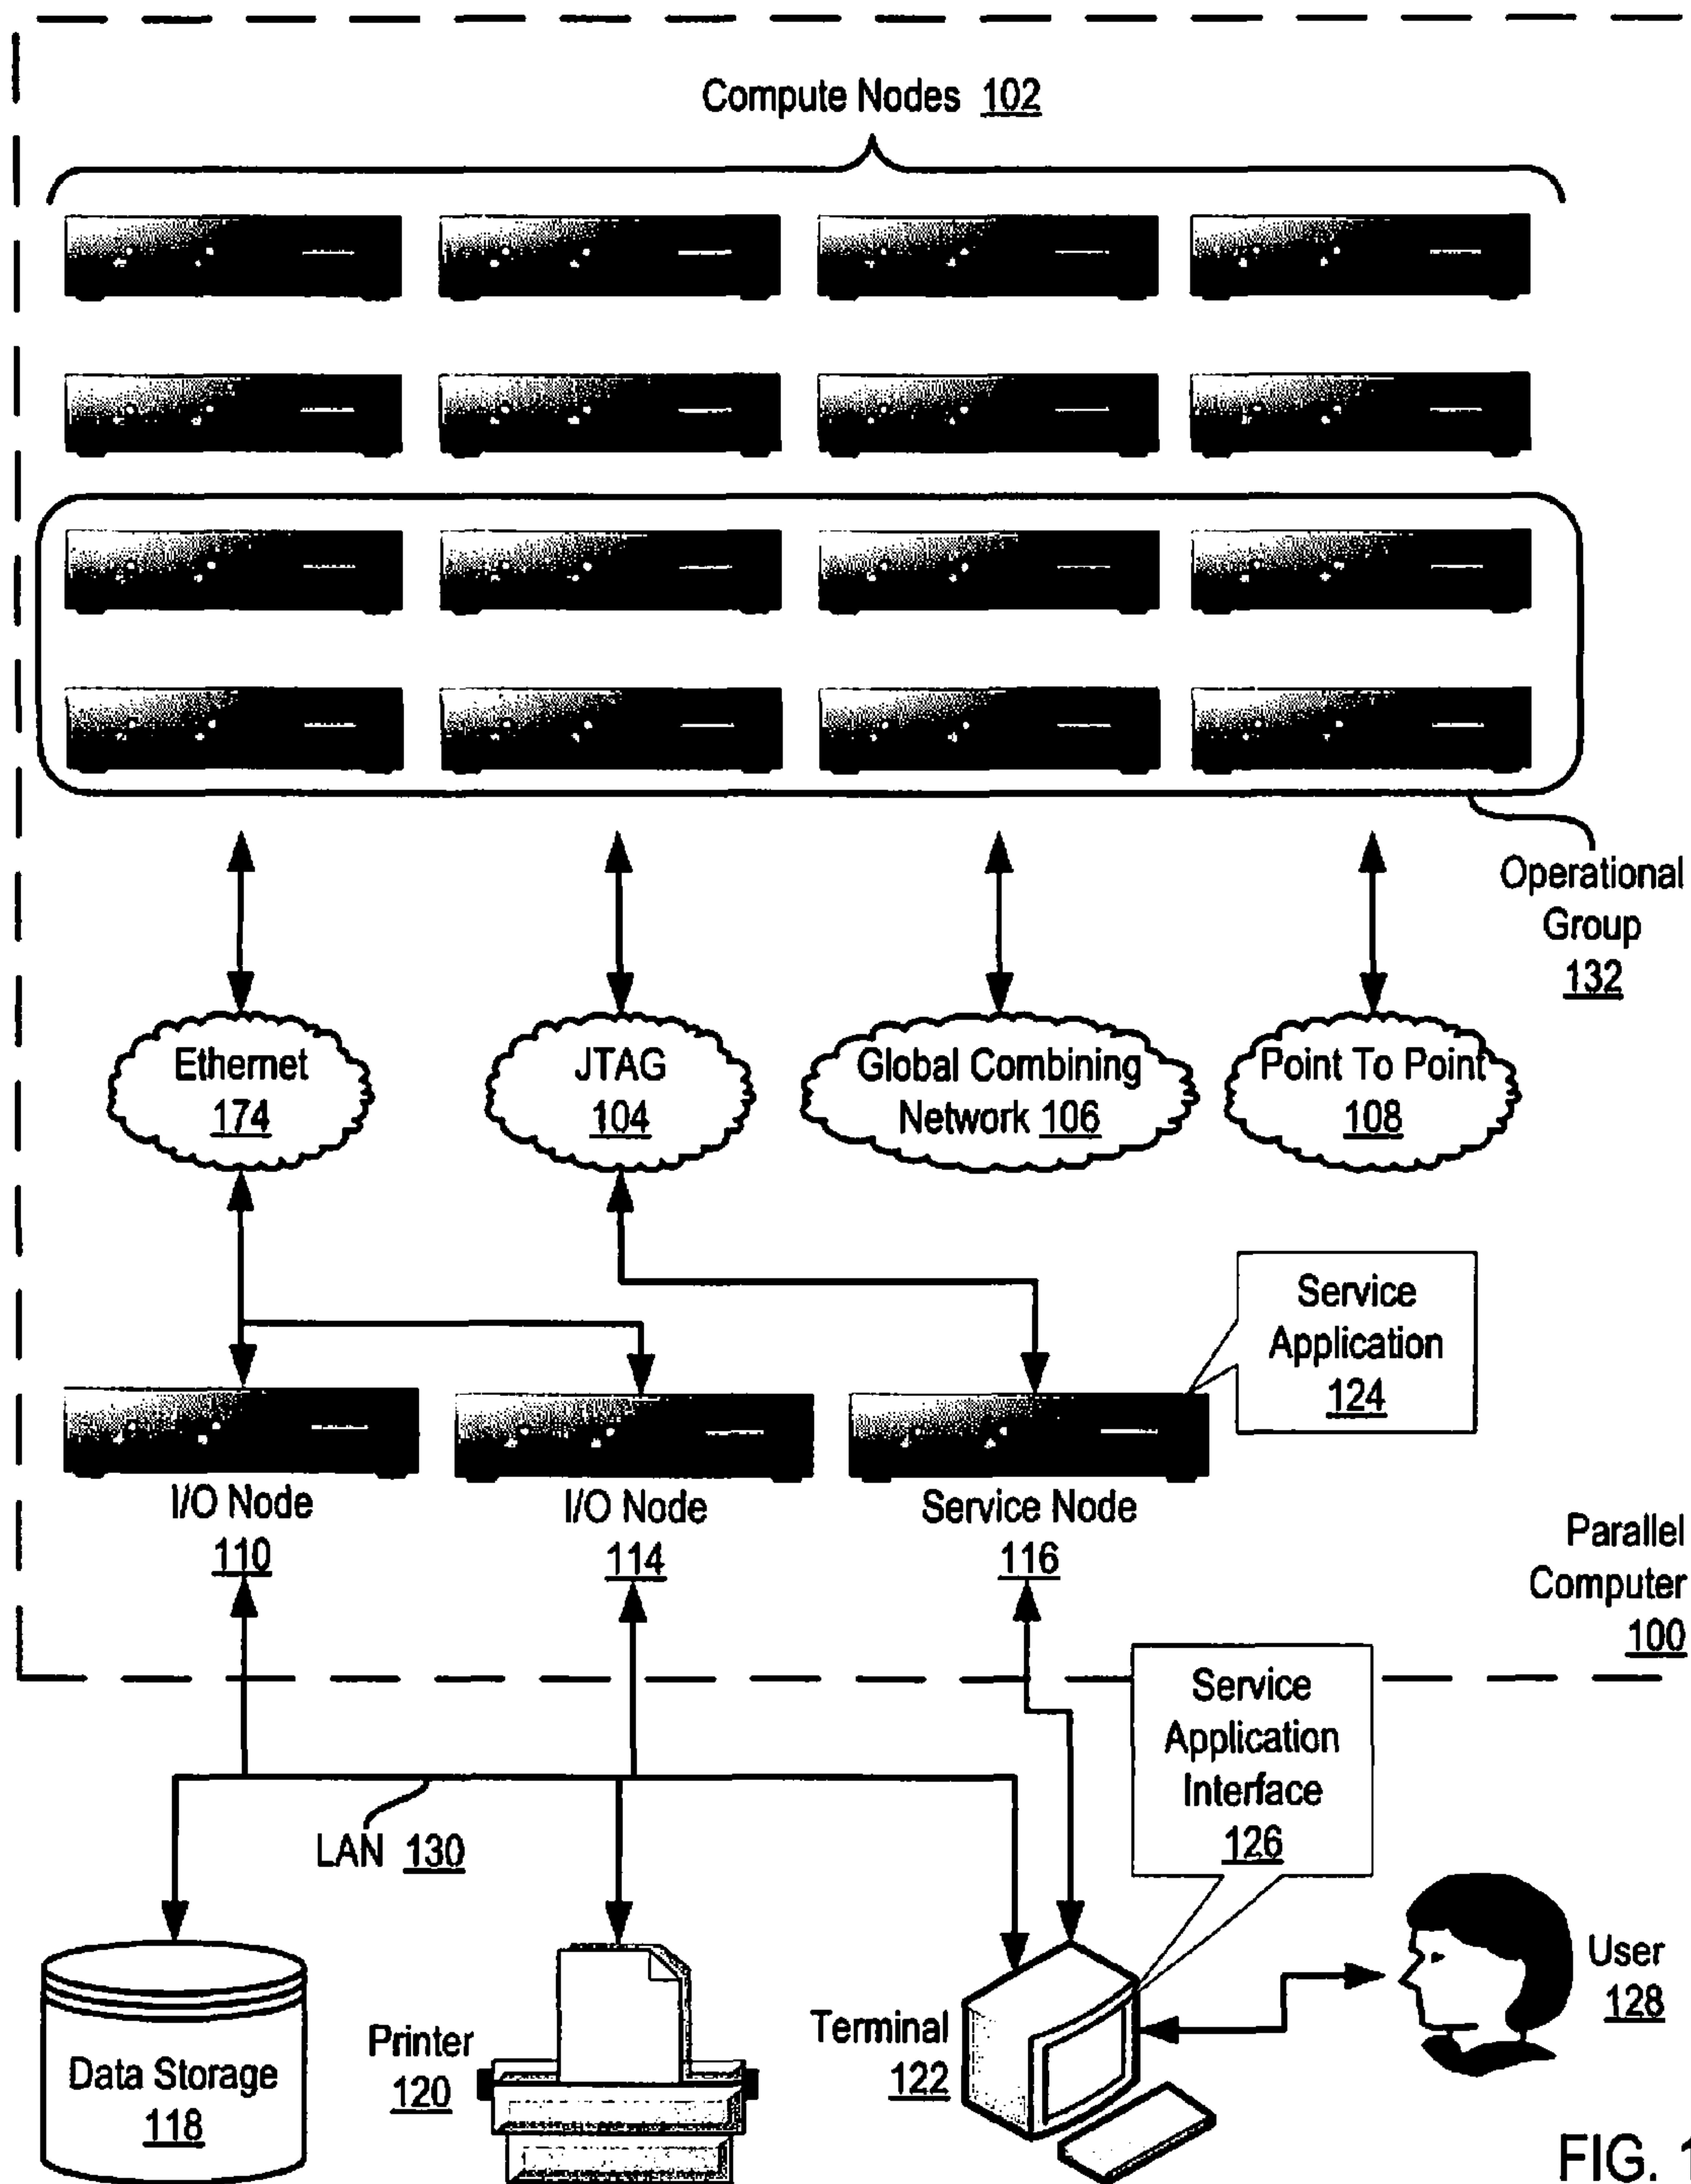 Compute Nodes 102
Operational
Group
132
Ethernet
174
JTAG
104
Global Combining
Network 106
Point To Point
108
Service
Application
124
I/O Node
110
I/O Node
114
Service Node
116
Parallel
Computer
100
Service
Application
Interface
126
LAN 130
Data Storage
118
Printer
120
Terminal
122
User
128
FIG. 1